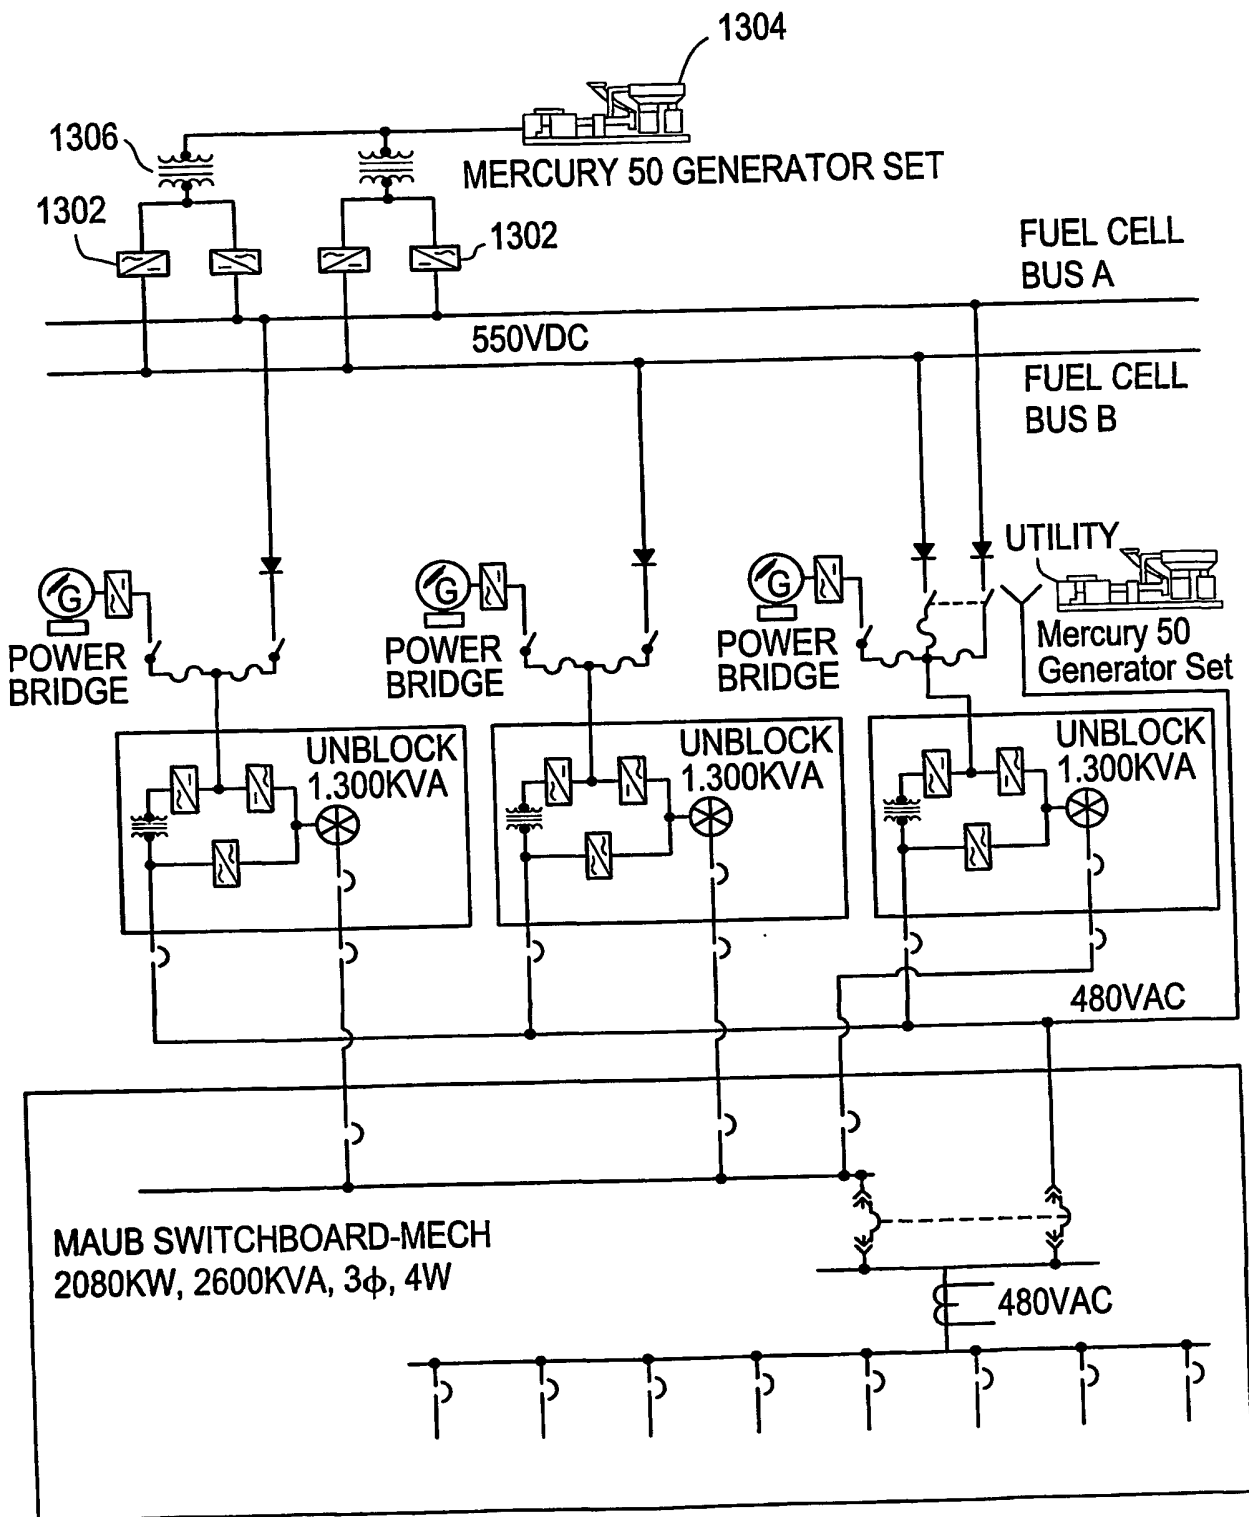 1304
1306
MERCURY 50 GENERATOR SET
1302
1302
FUEL CELL
BUS A
550VDC
FUEL CELL
BUS B
UTILITY
G
G
G
POWER
BRIDGE
POWER
BRIDGE
POWER
BRIDGE
Mercury 50
Generator Set
UNBLOCK
1.300KVA
UNBLOCK
1.300KVA
UNBLOCK
1.300KVA
480VAC
MAUB SWITCHBOARD-MECH
2080KW, 2600KVA, 3ϕ, 4W
480VAC